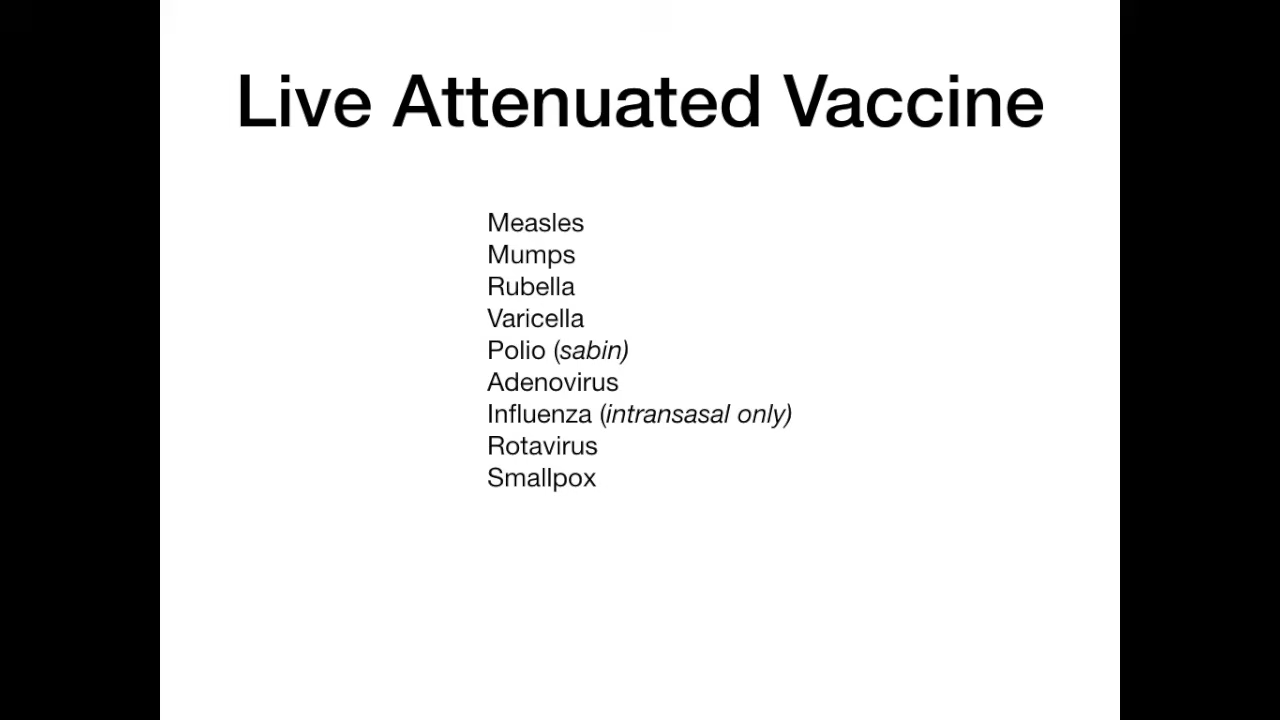 Live Attenuated Vaccine
Measles
Mumps
Rubella
Varicella
Polio (sabin)
Adenovirus
Influenza (intransasal only)
Rotavirus
Smallpox